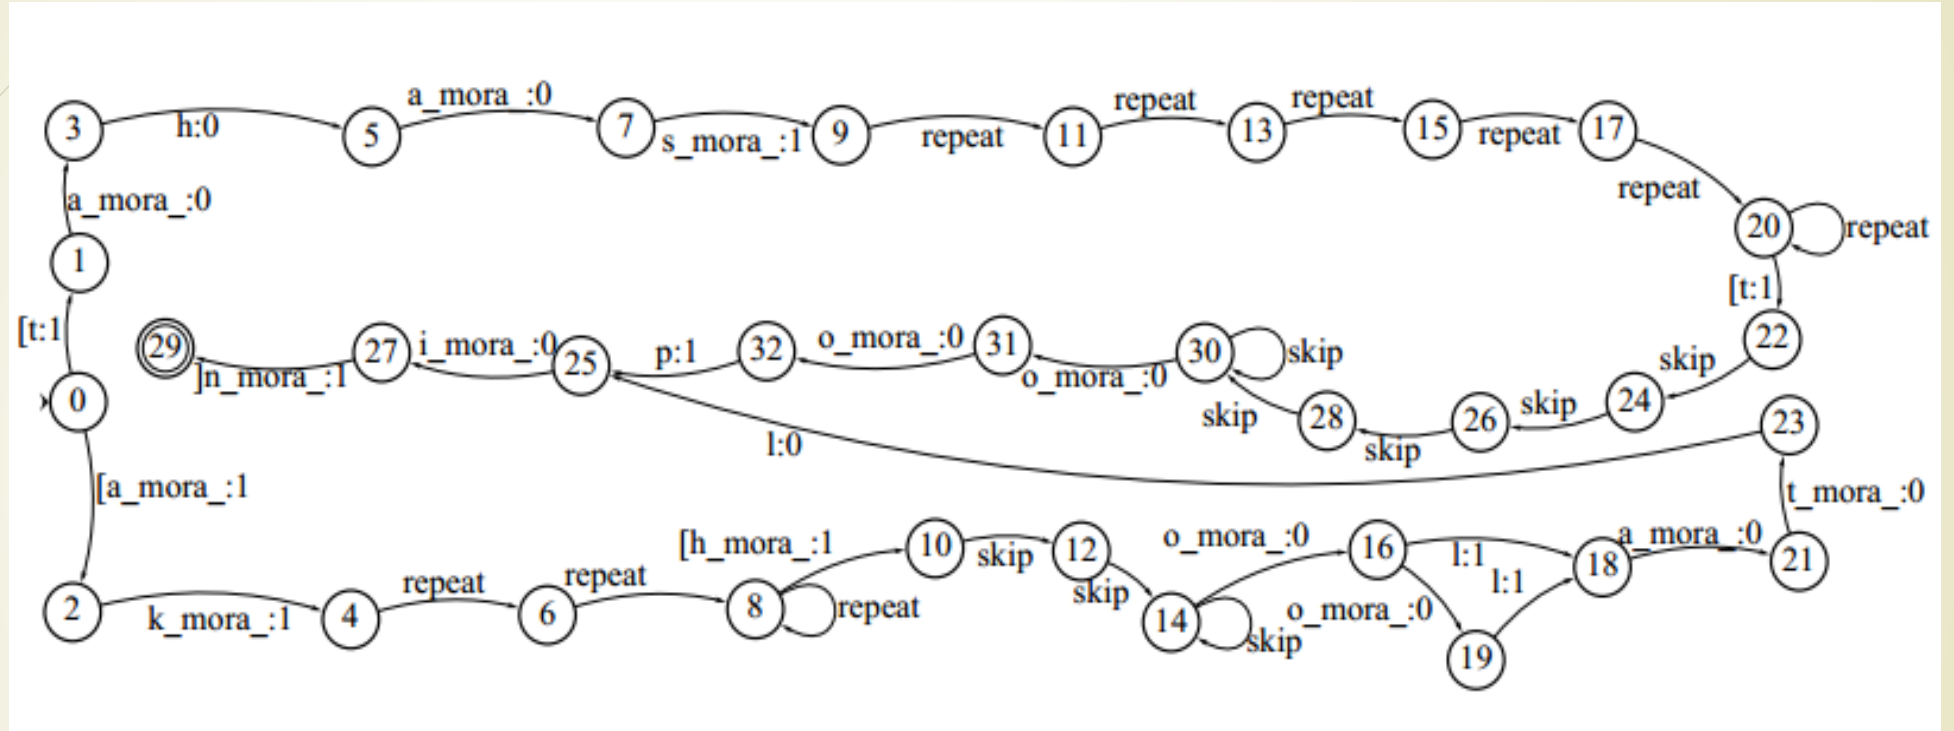 a_mora_:0 repeat repeat
3 h:0 5 7 s_mora_:1 9 repeat 11 13 15 repeat 17
a_mora_:0 repeat
1 20 repeat
[t:1 [t:1
29 27 i_mora_:0 25 p:1 32 o_mora_:0 31 30 skip 22
]n_mora_:1 o_mora_:0 skip
0 skip 28 26 skip 24 23
l:0 skip
[a_mora_:1 t_mora_:0
[h_mora_:1 10 skip 12 o_mora_:0 16 l:1 a_mora_:0
2 k_mora_:1 4 repeat 6 repeat 8 repeat skip 14 l:1 18 21
skip o_mora_:0 19